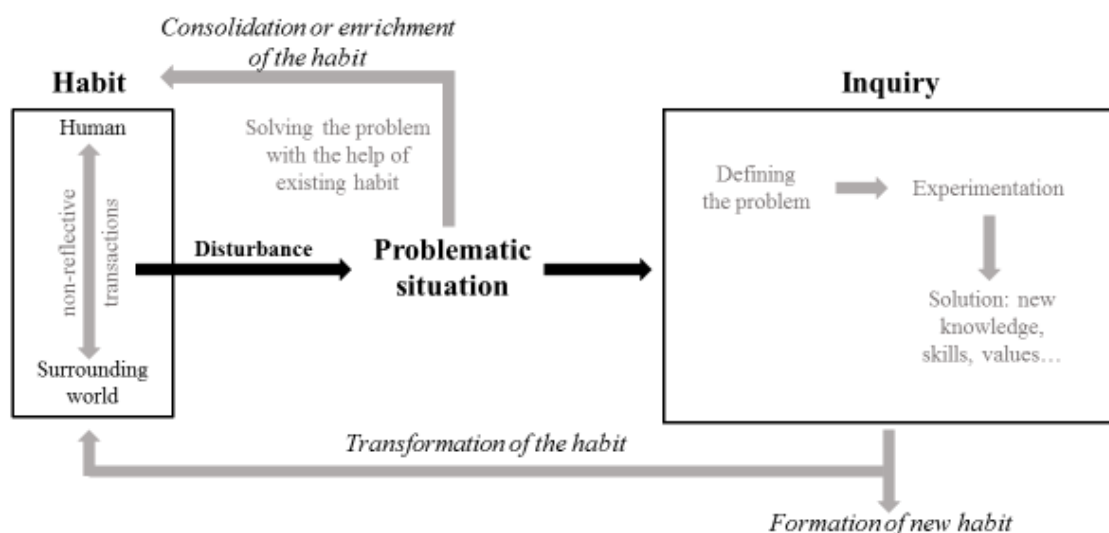 Consolidation or enrichment
of the habit
Habit
Inquiry
Human
non-reflective
transactions
Surrounding
world
Solving the problem
with the help of
existing habit
Disturbance
Problematic
situation
Defining
the problem
Experimentation
Solution: new
knowledge,
skills, values…
Transformation of the habit
Formation of new habit